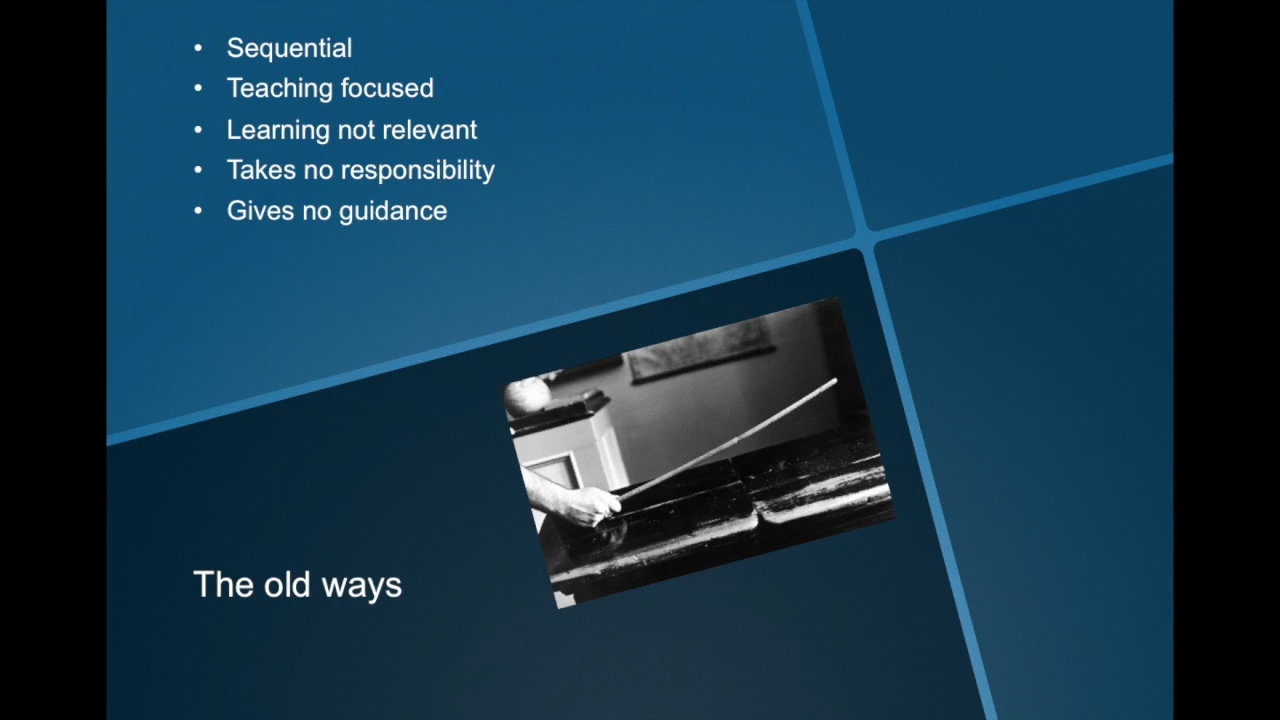 • Sequential
• Teaching focused
• Learning not relevant
• Takes no responsibility
• Gives no guidance
The old ways